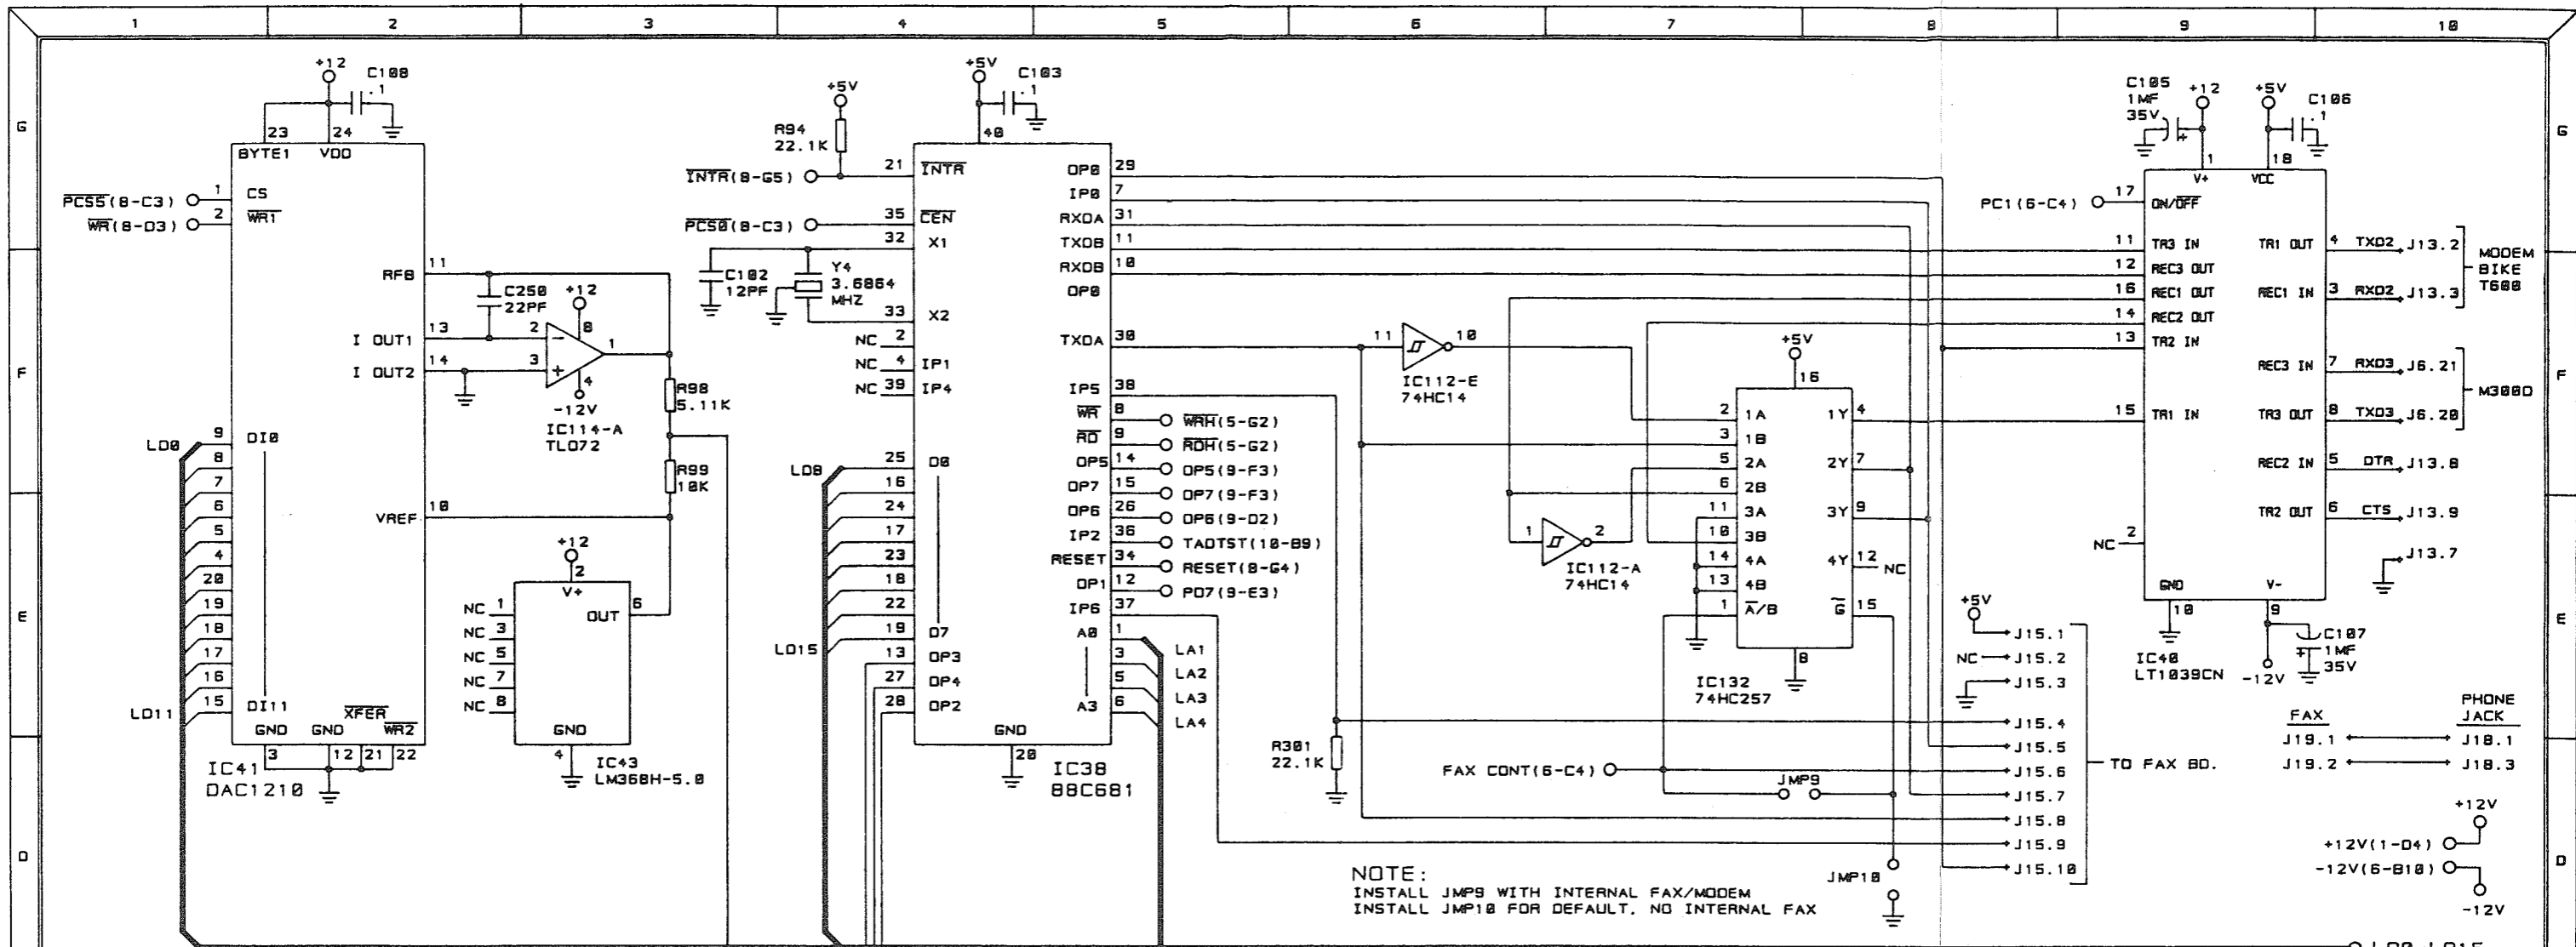 1 2 3 4 5 6 7 8 9 10
G
F
E
D
G
F
E
D
+12
C108
.1
23 24
BYTE1 VDD
PCS5(8-C3) 1 CS
WR(8-D3) 2 WR1
RFB 11
C250
22PF
+12
8
I OUT1 13 2 - 1
I OUT2 14 3 +
4
-12V
IC114-A
TL072
R98
5.11K
R99
10K
VREF 10
LD0 9 DI0
8
7
6
5
4
20
19
18
17
16
LD11 15 DI11
XFER
GND GND WR2
3 12 21 22
IC41
DAC1210
+12
2
V+
NC 1
NC 3
NC 5
NC 7
NC 8
OUT 6
GND
4
IC43
LM368H-5.0
+5V
R94
22.1K
+5V
C103
.1
40
INTR(8-G5) 21 INTR
PCS0(8-C3) 35 CEN
32 X1
C102
12PF
Y4
3.6864
MHZ
33 X2
NC 2
NC 4 IP1
NC 39 IP4
LD8 25 D0
16
24
17
23
18
22
LD15 19 D7
13 OP3
27 OP4
28 OP2
GND
20
IC38
88C681
OP0 29
IP0 7
RXDA 31
TXDB 11
RXDB 10
OP0
TXDA 30
IP5 38
WR 8 WRH(5-G2)
RD 9 RDH(5-G2)
OP5 14 OP5(9-F3)
OP7 15 OP7(9-F3)
OP6 26 OP6(9-D2)
IP2 36 TADTST(10-B9)
RESET 34 RESET(8-G4)
OP1 12 PD7(9-E3)
IP6 37
A0 1 LA1
3 LA2
5 LA3
A3 6 LA4
11 10
IC112-E
74HC14
1 2
IC112-A
74HC14
+5V
16
2 1A 1Y 4
3 1B
5 2A 2Y 7
6 2B
11 3A 3Y 9
10 3B
14 4A 4Y 12 NC
13 4B
1 A/B G 15
8
IC132
74HC257
R301
22.1K
FAX CONT(6-C4)
JMP9
JMP10
NOTE:
INSTALL JMP9 WITH INTERNAL FAX/MODEM
INSTALL JMP10 FOR DEFAULT, NO INTERNAL FAX
+5V
J15.1
NC J15.2
J15.3
J15.4
J15.5
J15.6
J15.7
J15.8
J15.9
J15.10
TO FAX BD.
C105
1MF
35V
+
+12
+5V
C106
.1
1 18
V+ VCC
PC1(6-C4) 17 ON/OFF
11 TR3 IN
12 REC3 OUT
16 REC1 OUT
14 REC2 OUT
13 TR2 IN
15 TR1 IN
NC 2
TR1 OUT 4 TXD2 J13.2
REC1 IN 3 RXD2 J13.3
MODEM
BIKE
T600
REC3 IN 7 RXD3 J6.21
TR3 OUT 8 TXD3 J6.20
M300D
REC2 IN 5 DTR J13.8
TR2 OUT 6 CTS J13.9
J13.7
GND V-
10 9
IC40
LT1039CN
-12V
+
C107
1MF
35V
FAX
PHONE
JACK
J19.1 J18.1
J19.2 J18.3
+12V
+12V(1-D4)
-12V(6-B10)
-12V